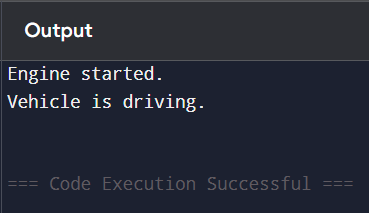 Output
Engine started.
Vehicle is driving.
=== Code Execution Successful ===